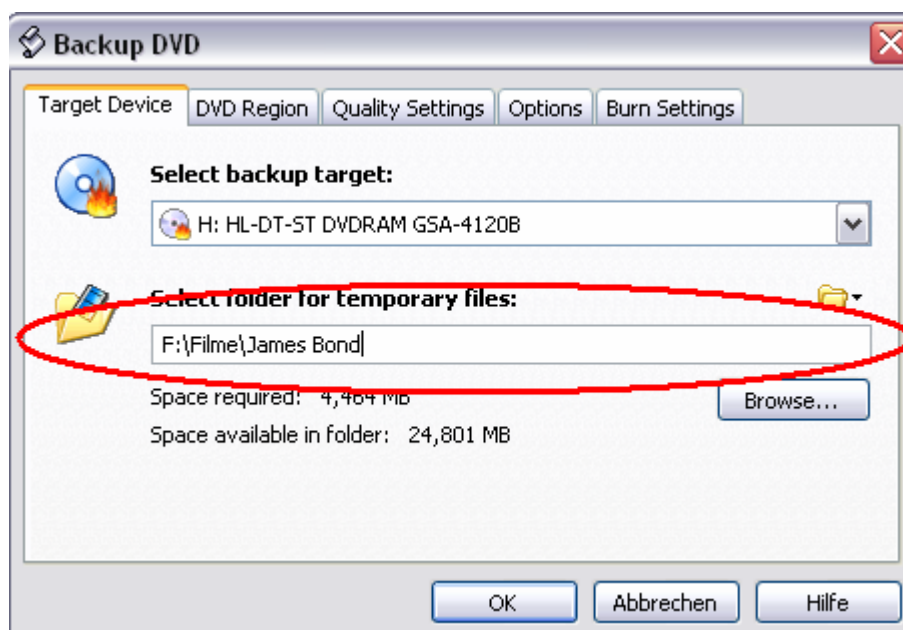 Backup DVD
Target Device DVD Region Quality Settings Options Burn Settings
Select backup target:
H: HL-DT-ST DVDRAM GSA-4120B
Select folder for temporary files:
F:\Filme\James Bond
Space required: 4,464 MB
Space available in folder: 24,801 MB
Browse...
OK Abbrechen Hilfe